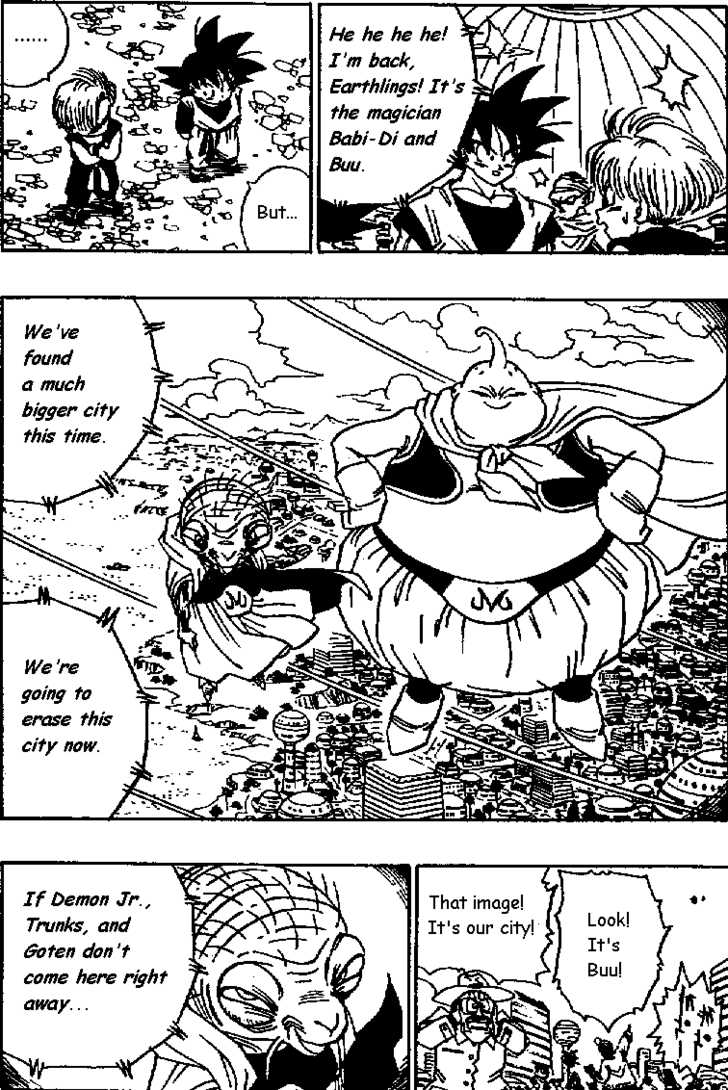 ......
But...
He he he he!
I'm back,
Earthlings! It's
the magician
Babi-Di and
Buu.
We've
found
a much
bigger city
this time.
We're
going to
erase this
city now.
If Demon Jr.,
Trunks, and
Goten don't
come here right
away...
That image!
It's our city!
Look!
It's
Buu!